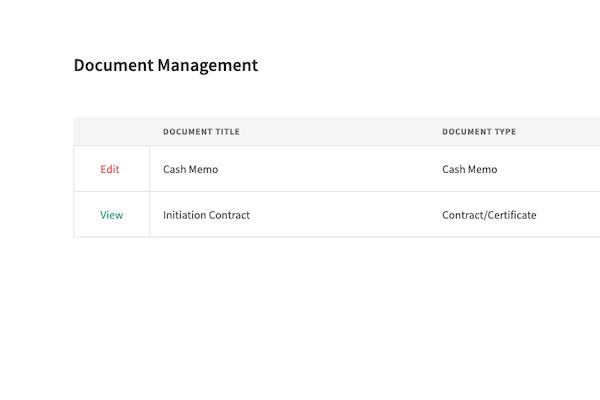 Document Management
DOCUMENT TITLE DOCUMENT TYPE
Edit Cash Memo Cash Memo
View Initiation Contract Contract/Certificate